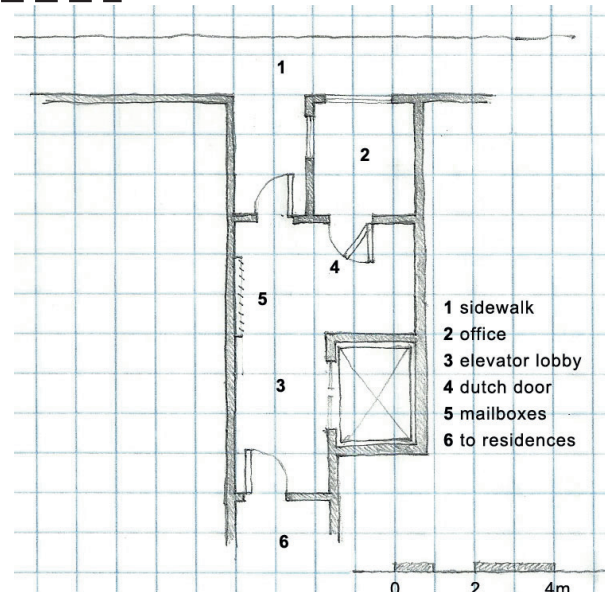 1
2
4
5
3
6
1 sidewalk
2 office
3 elevator lobby
4 dutch door
5 mailboxes
6 to residences
0 2 4m